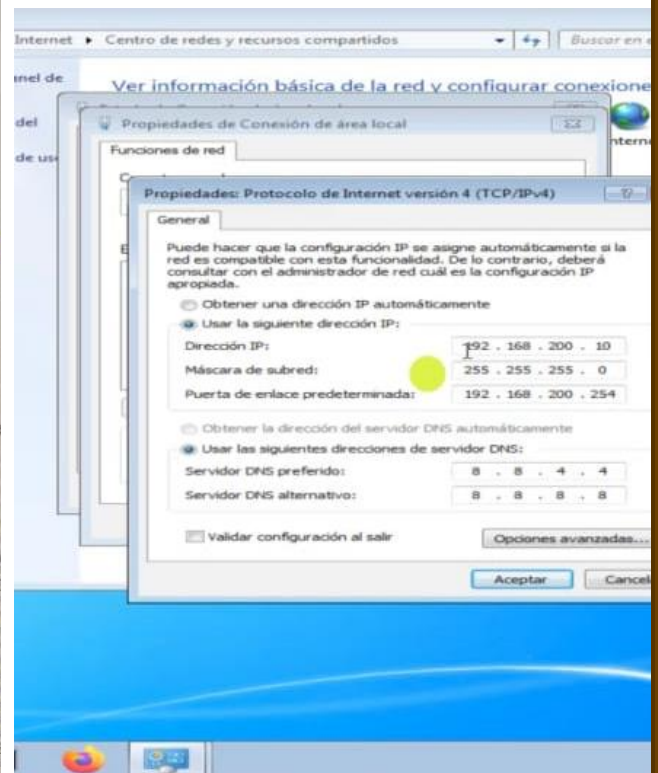 Internet ▸ Centro de redes y recursos compartidos
Buscar en
Ver información básica de la red y configurar conexione
del
Propiedades de Conexión de área local
Funciones de red
Propiedades: Protocolo de Internet versión 4 (TCP/IPv4)
General
Puede hacer que la configuración IP se asigne automáticamente si la
red es compatible con esta funcionalidad. De lo contrario, deberá
consultar con el administrador de red cuál es la configuración IP
apropiada.
Obtener una dirección IP automáticamente
Usar la siguiente dirección IP:
Dirección IP: 192 . 168 . 200 . 10
Máscara de subred: 255 . 255 . 255 . 0
Puerta de enlace predeterminada: 192 . 168 . 200 . 254
Obtener la dirección del servidor DNS automáticamente
Usar las siguientes direcciones de servidor DNS:
Servidor DNS preferido: 8 . 8 . 4 . 4
Servidor DNS alternativo: 8 . 8 . 8 . 8
Validar configuración al salir
Opciones avanzadas...
Aceptar
Cancel